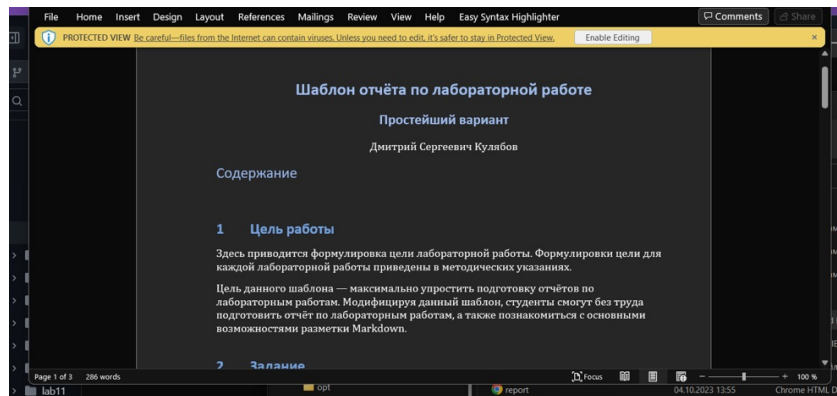 File Home Insert Design Layout References Mailings Review View Help Easy Syntax Highlighter Comments Share
PROTECTED VIEW Be careful—files from the Internet can contain viruses. Unless you need to edit, it's safer to stay in Protected View. Enable Editing
Шаблон отчёта по лабораторной работе
Простейший вариант
Дмитрий Сергеевич Кулябов
Содержание
1 Цель работы
Здесь приводится формулировка цели лабораторной работы. Формулировки цели для
каждой лабораторной работы приведены в методических указаниях.
Цель данного шаблона — максимально упростить подготовку отчётов по
лабораторным работам. Модифицируя данный шаблон, студенты смогут без труда
подготовить отчёт по лабораторным работам, а также познакомиться с основными
возможностями разметки Markdown.
2 Задание
Page 1 of 3 286 words Focus 100 %
lab11 opt report 04.10.2023 13:55 Chrome HTML D